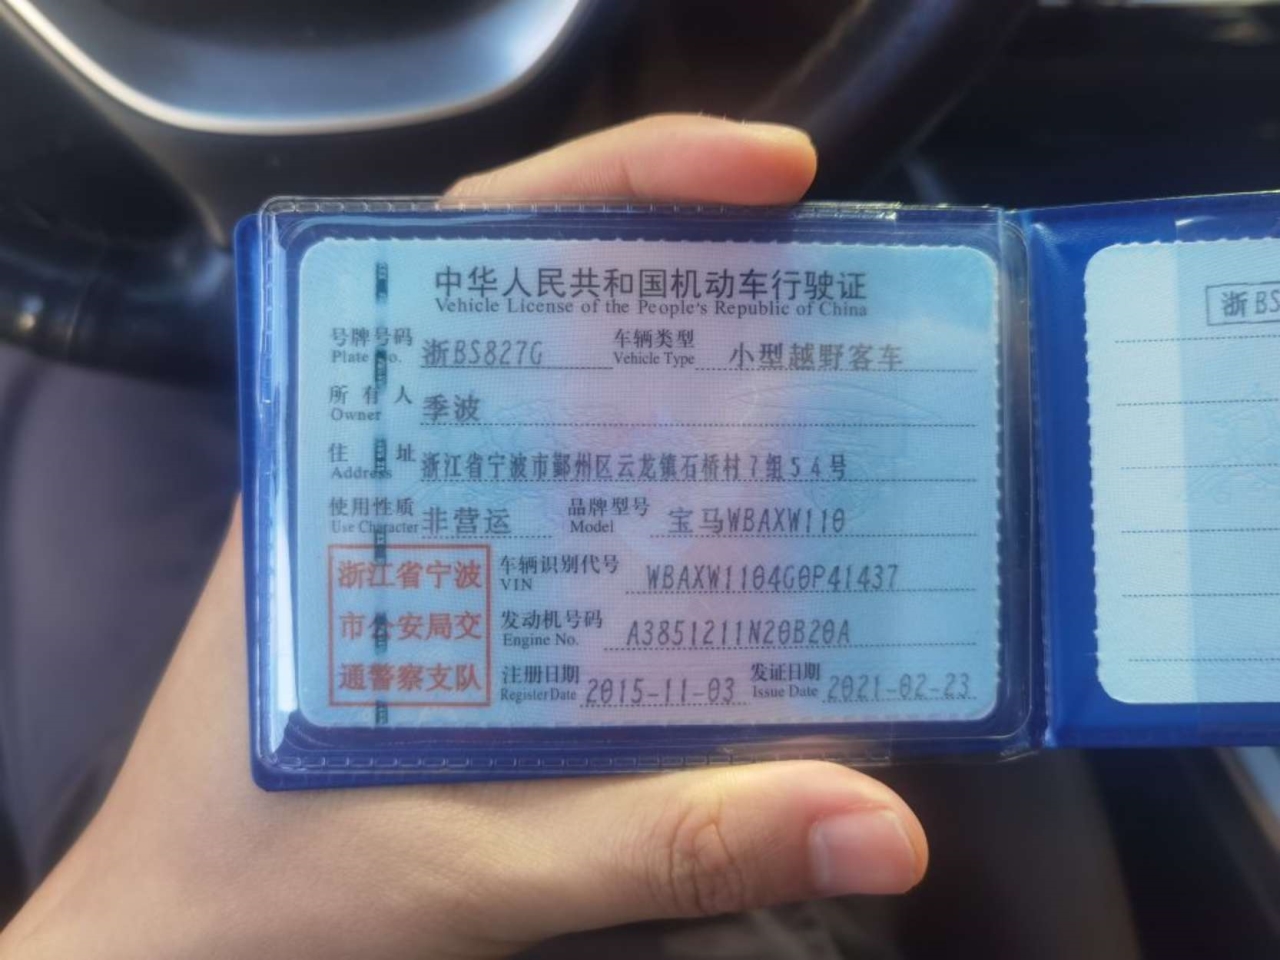 中华人民共和国机动车行驶证
Vehicle License of the People's Republic of China
号牌号码 浙BS827G 车辆类型 小型越野客车
Plate No. Vehicle Type
所有人 季波
Owner
住址 浙江省宁波市鄞州区云龙镇石桥村7组54号
Address
使用性质 非营运 品牌型号 宝马WBAXW110
Use Character Model
浙江省宁波
市公安局交
通警察支队
车辆识别代号 WBAXW1104G0P41437
VIN
发动机号码 A3851211N20B20A
Engine No.
注册日期 2015-11-03 发证日期 2021-02-23
Register Date Issue Date
浙BS